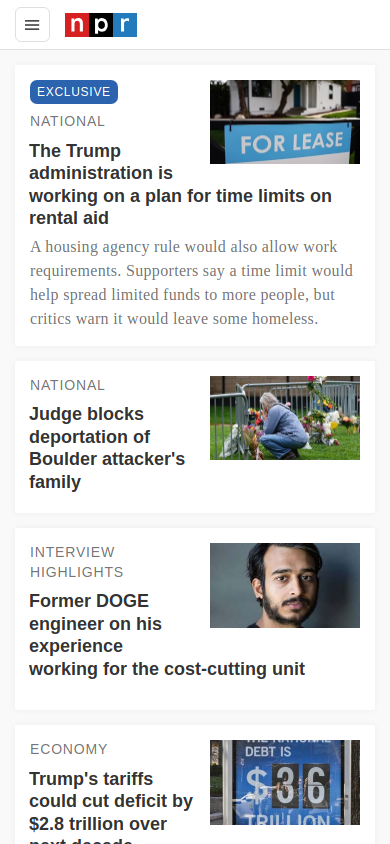 npr
EXCLUSIVE
NATIONAL
The Trump
administration is
working on a plan for time limits on
rental aid
FOR LEASE
A housing agency rule would also allow work
requirements. Supporters say a time limit would
help spread limited funds to more people, but
critics warn it would leave some homeless.
NATIONAL
Judge blocks
deportation of
Boulder attacker's
family
INTERVIEW
HIGHLIGHTS
Former DOGE
engineer on his
experience
working for the cost-cutting unit
ECONOMY
Trump's tariffs
could cut deficit by
$2.8 trillion over
next decade
THE NATIONAL
DEBT IS
$36
TRILLION